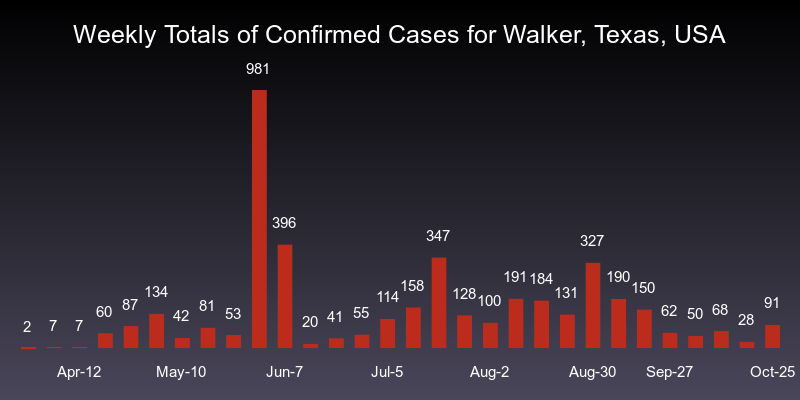 Weekly Totals of Confirmed Cases for Walker, Texas, USA
981
396
347
327
191 184 190
158 150
134 128 131
114 100
87 81 91
60 53 55 62 50 68
42 41
2 7 7 20 28
Apr-12 May-10 Jun-7 Jul-5 Aug-2 Aug-30 Sep-27 Oct-25